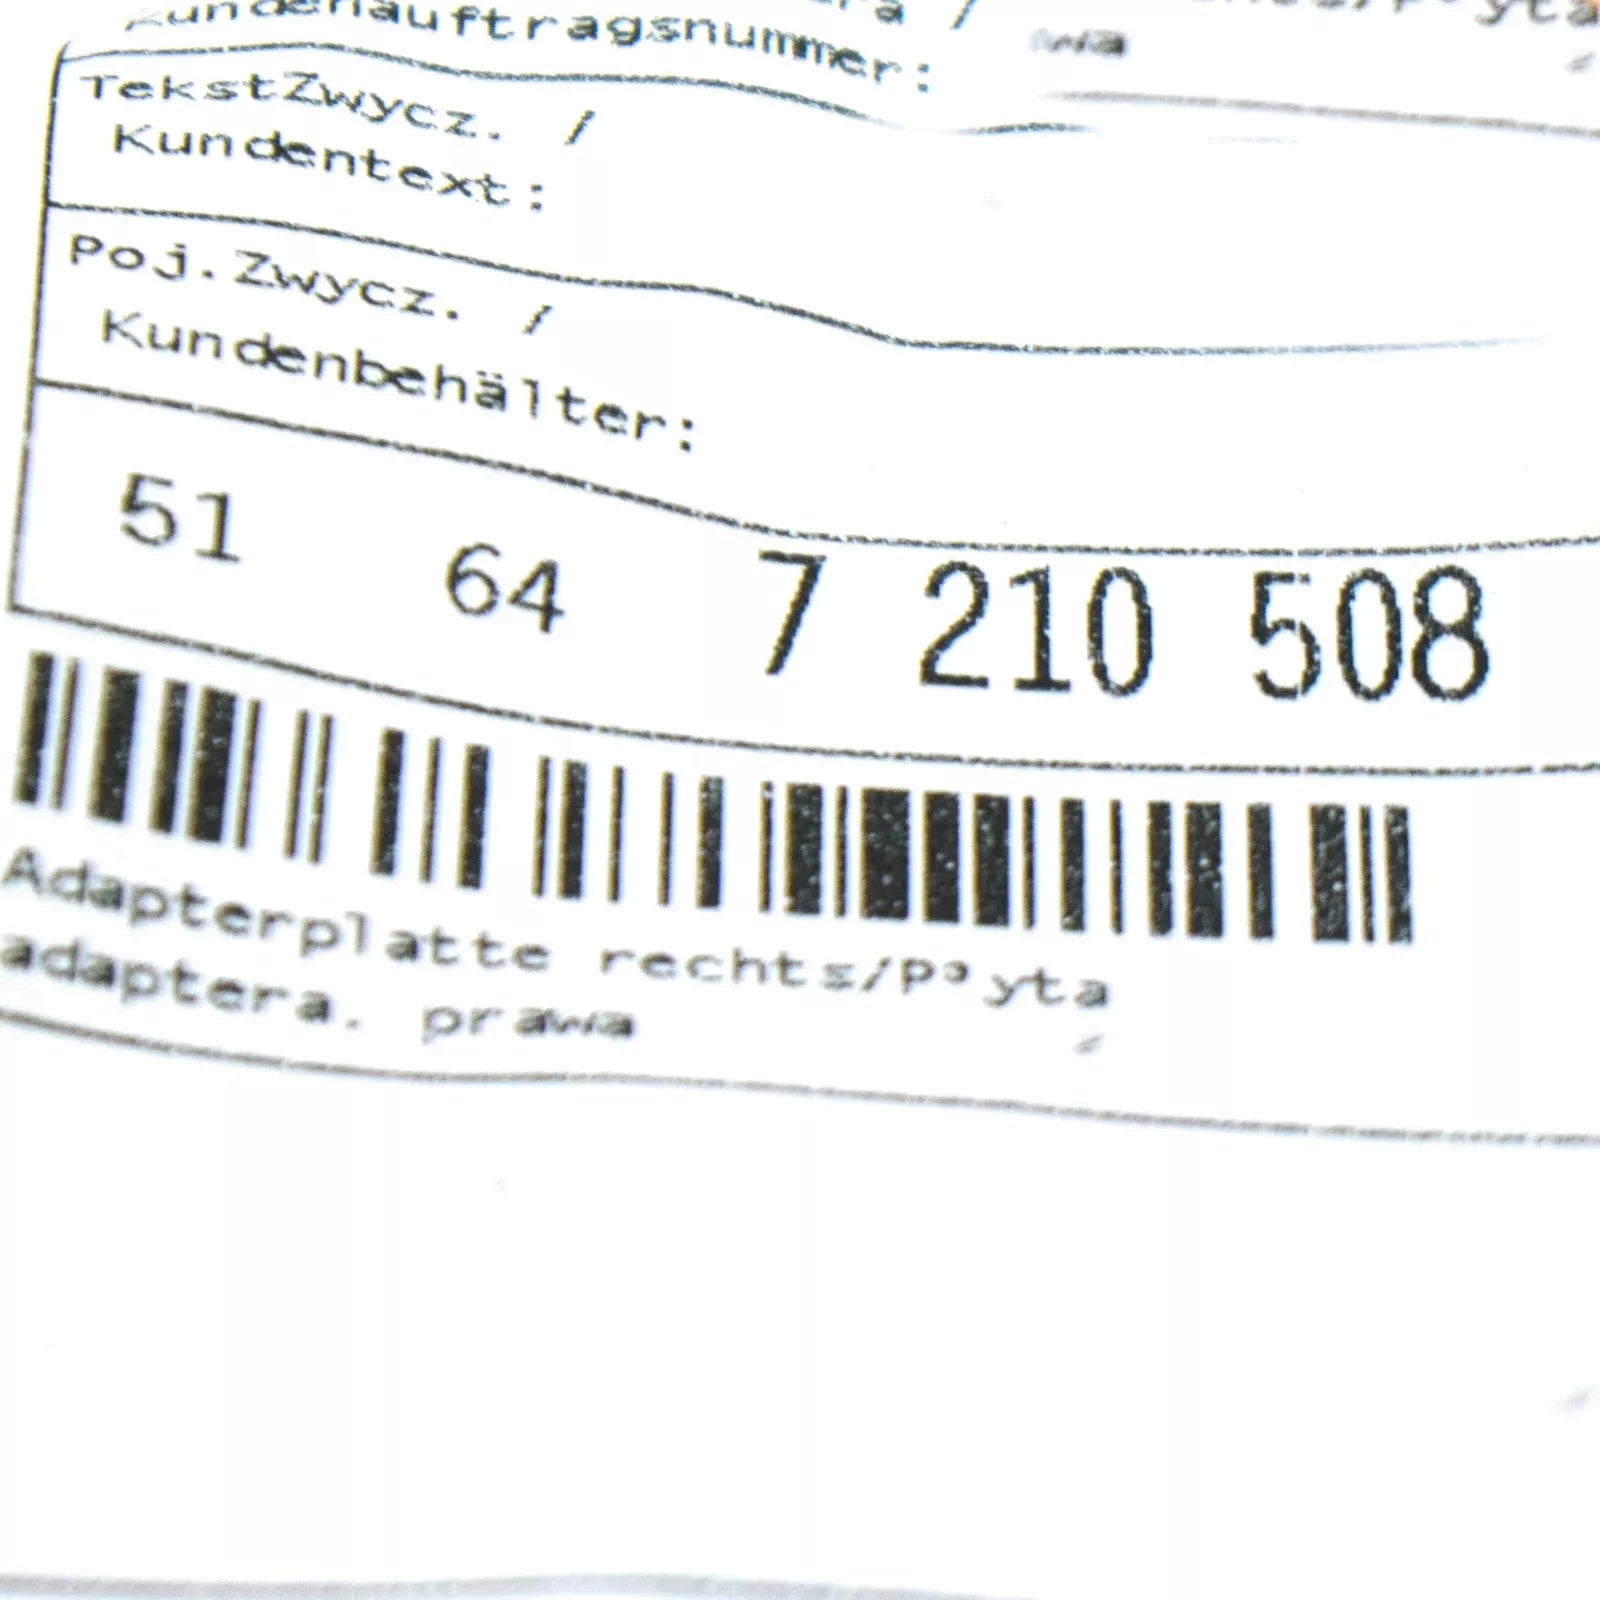 Kundenauftragsnummer:
TekstZwycz. /
Kundentext:
Poj.Zwycz. /
Kundenbehälter:
51 64 7 210 508
Adapterplatte rechts/P³yta
adaptera. prawa